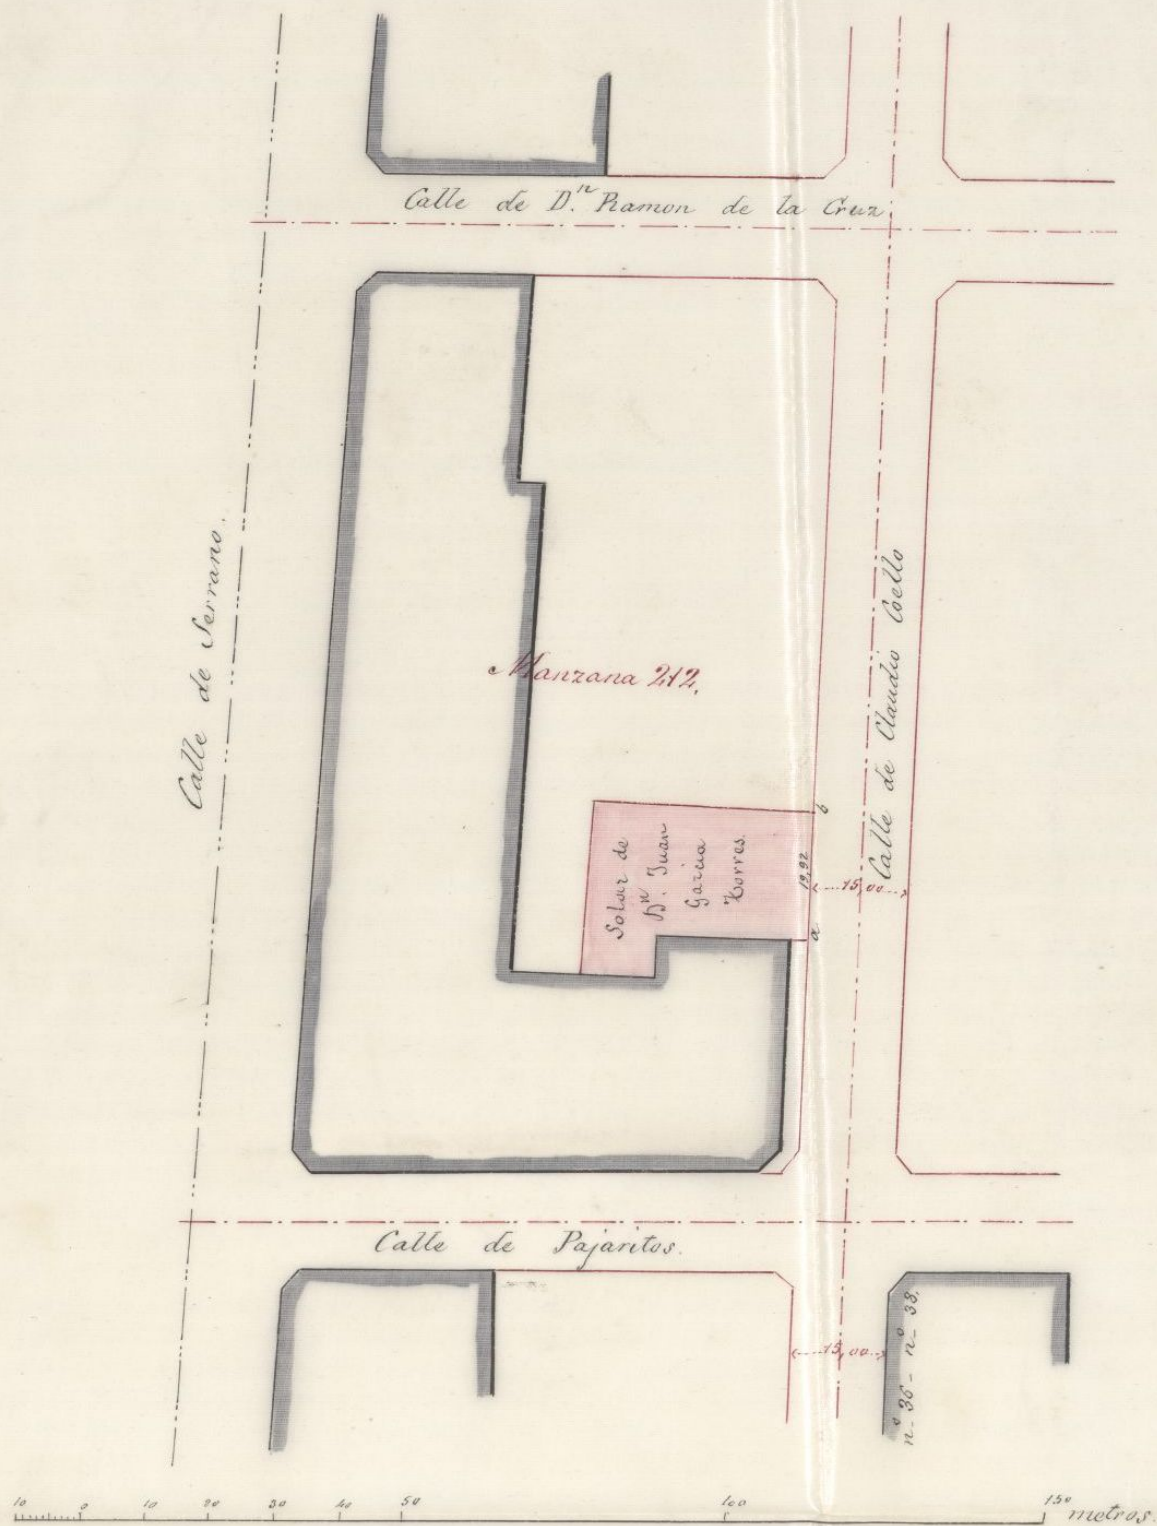 Calle de D.n Ramon de la Cruz.
Calle de Serrano.
Manzana 212.
Calle de Claudio Coello
Solar de
Dn. Juan
Garcia
Torres.
b
19,92
a
15,00
Calle de Pajaritos.
15,00
nº 36 - nº 38.
10 0 10 20 30 40 50 100 150 metros.